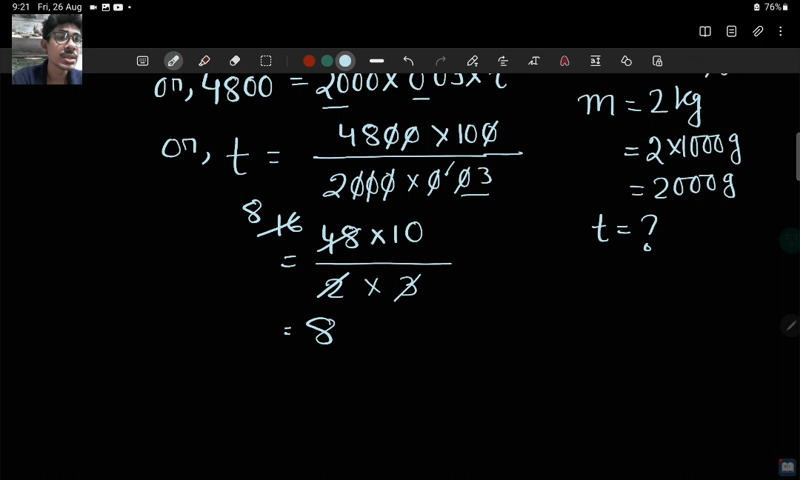 9:21 Fri, 26 Aug
76%
or, 4800 = 2000 × 0.03 × t
m = 2 kg
or, t = 4800 × 100
2000 × 0.03
= 2 × 1000 g
= 2000 g
8 16
= 48 × 10
2 × 3
t = ?
= 8